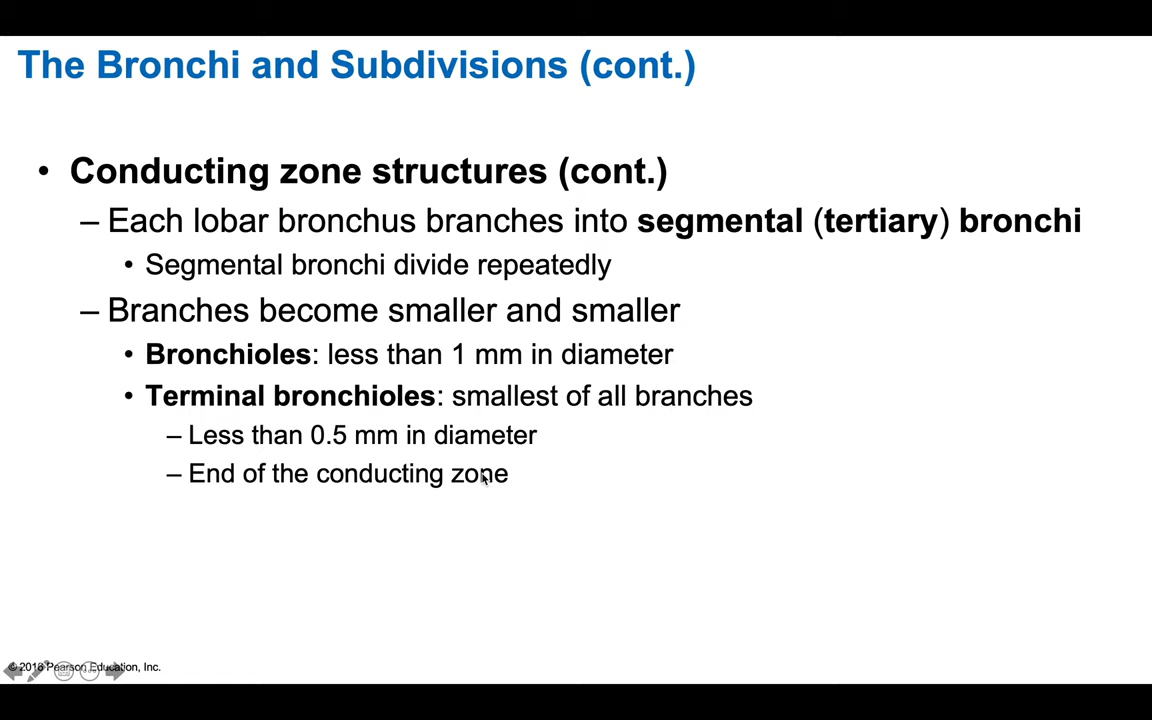 The Bronchi and Subdivisions (cont.)
• Conducting zone structures (cont.)
– Each lobar bronchus branches into segmental (tertiary) bronchi
• Segmental bronchi divide repeatedly
– Branches become smaller and smaller
• Bronchioles: less than 1 mm in diameter
• Terminal bronchioles: smallest of all branches
– Less than 0.5 mm in diameter
– End of the conducting zone
© 2016 Pearson Education, Inc.